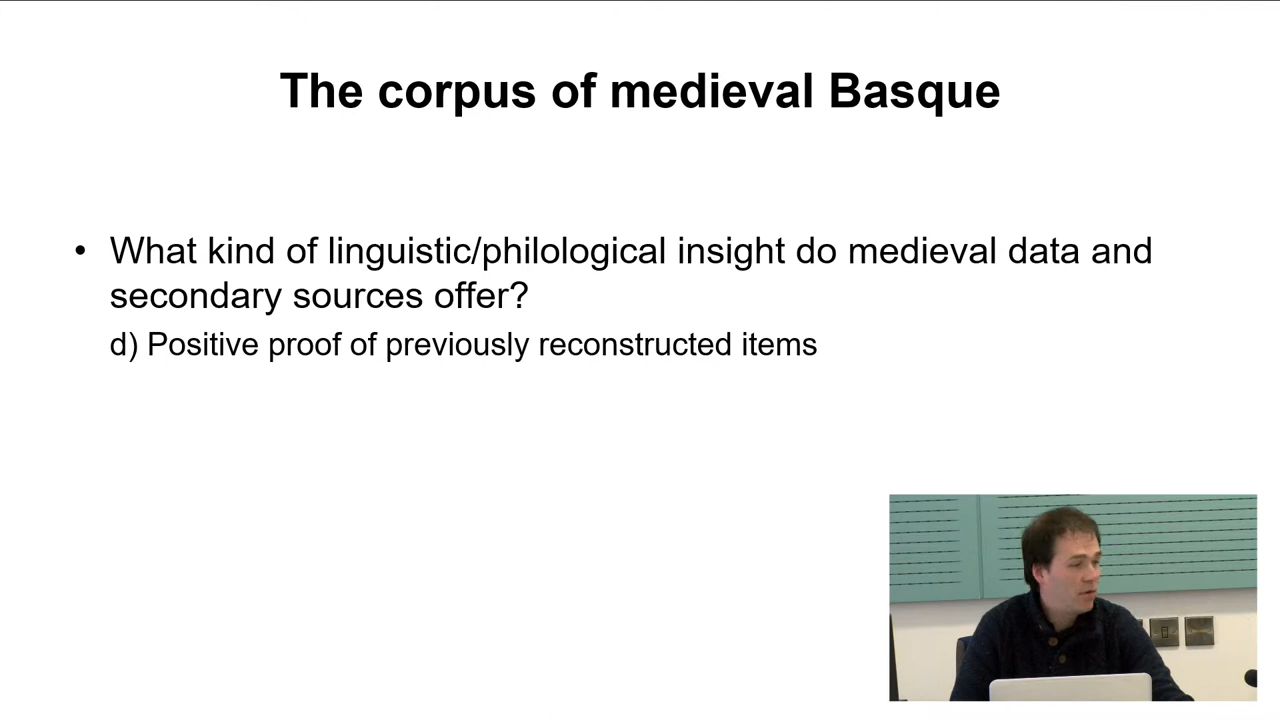 The corpus of medieval Basque
• What kind of linguistic/philological insight do medieval data and
secondary sources offer?
d) Positive proof of previously reconstructed items